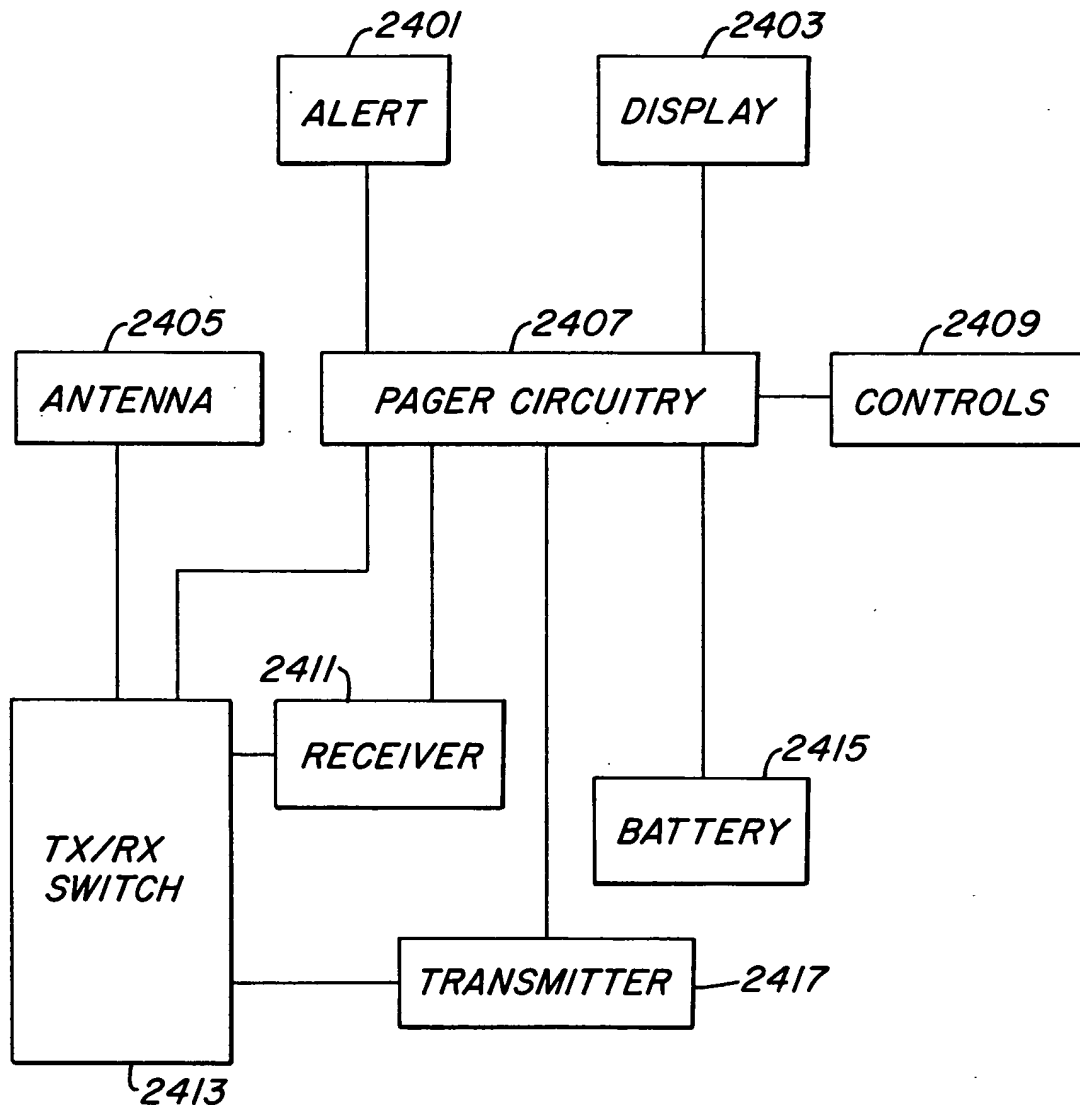 2401
2403
ALERT
DISPLAY
2405
2407
2409
ANTENNA
PAGER CIRCUITRY
CONTROLS
2411
RECEIVER
2415
TX/RX
SWITCH
BATTERY
TRANSMITTER
2417
2413